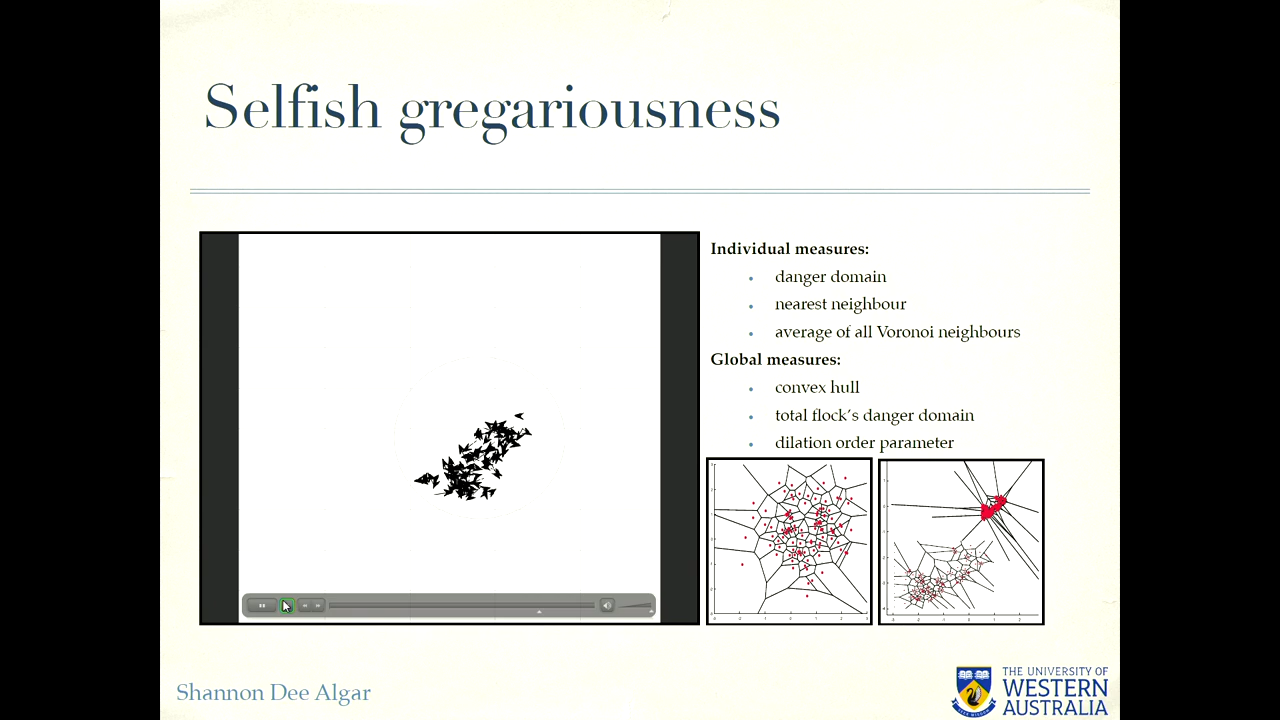 Selfish gregariousness
Individual measures:
• danger domain
• nearest neighbour
• average of all Voronoi neighbours
Global measures:
• convex hull
• total flock's danger domain
• dilation order parameter
Shannon Dee Algar
THE UNIVERSITY OF
WESTERN
AUSTRALIA